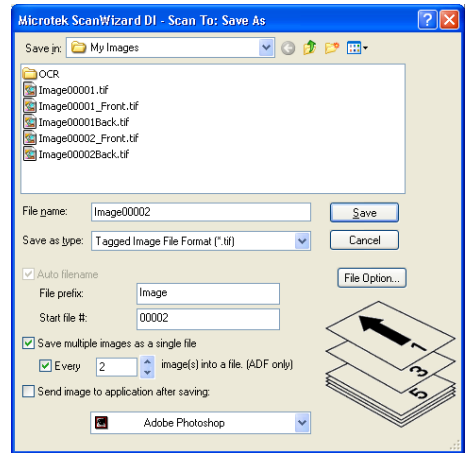 Microtek ScanWizard DI - Scan To: Save As
Save in: My Images
OCR
Image00001.tif
Image00001_Front.tif
Image00001Back.tif
Image00002_Front.tif
Image00002Back.tif
File name: Image00002 Save
Save as type: Tagged Image File Format (*.tif) Cancel
Auto filename File Option...
File prefix: Image
Start file #: 00002
Save multiple images as a single file
Every 2 image(s) into a file. (ADF only)
Send image to application after saving:
Adobe Photoshop
1
3
5